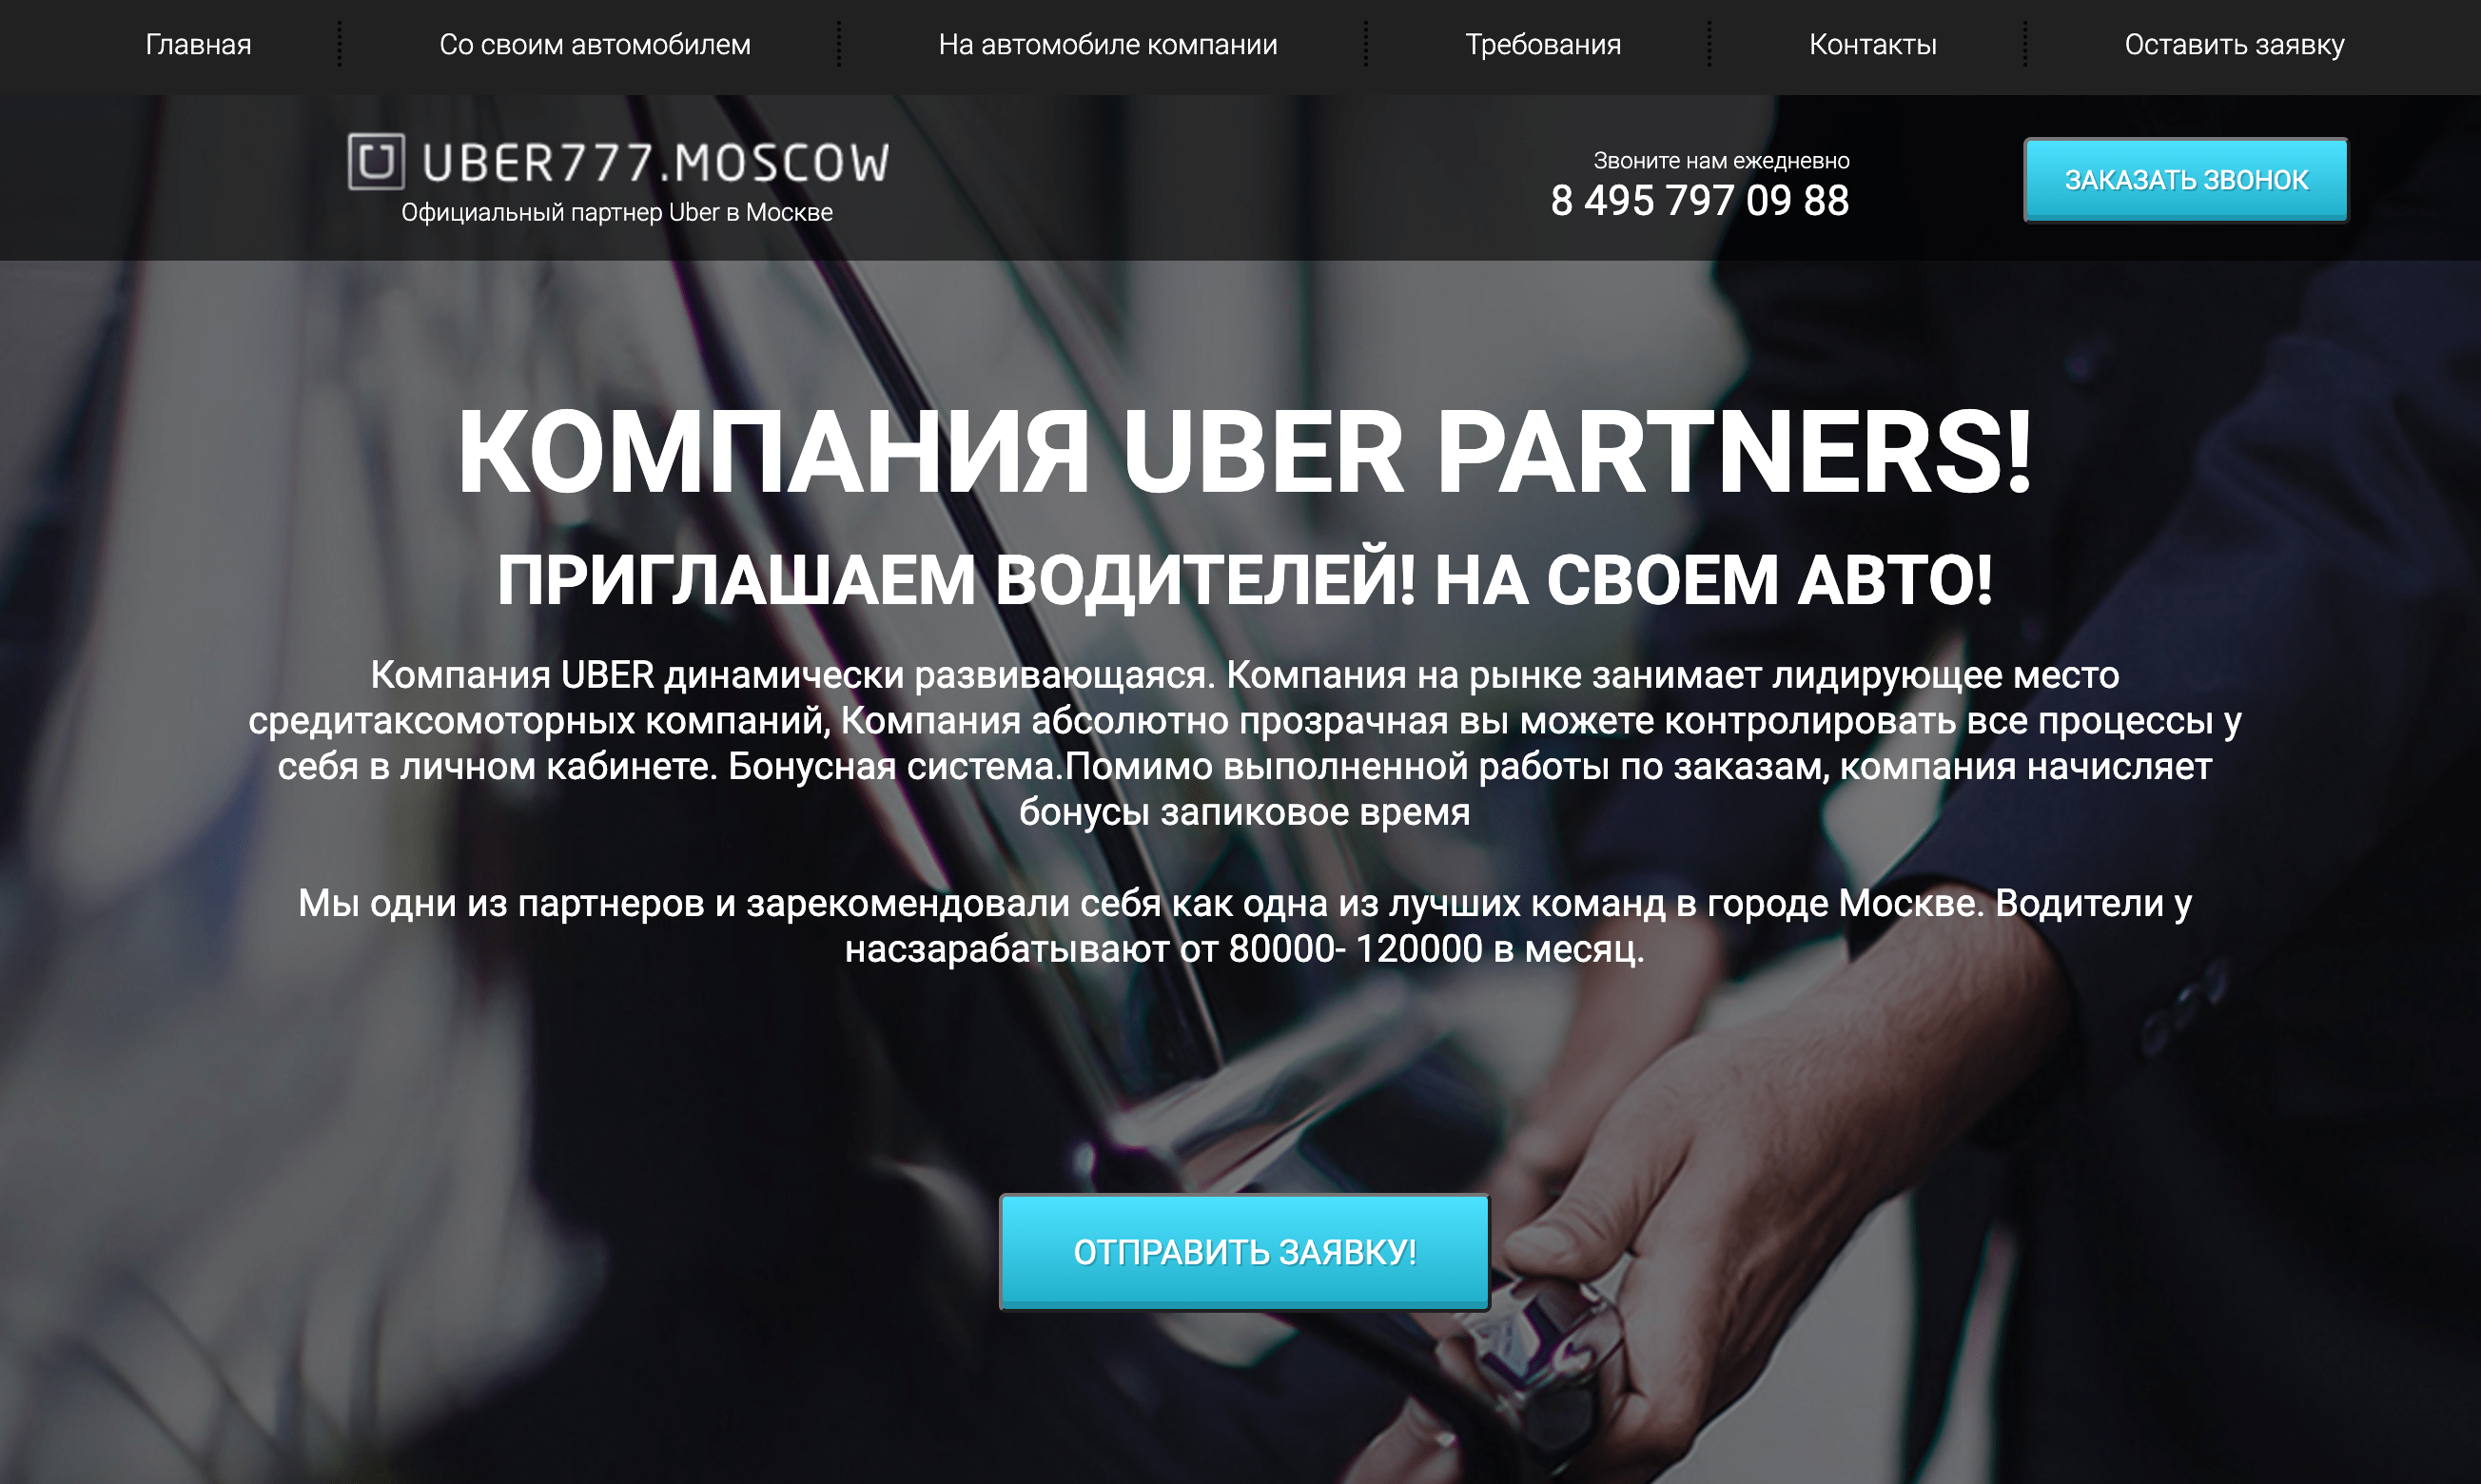 Главная
Со своим автомобилем
На автомобиле компании
Требования
Контакты
Оставить заявку
UBER777.MOSCOW
Официальный партнер Uber в Москве
Звоните нам ежедневно
8 495 797 09 88
ЗАКАЗАТЬ ЗВОНОК
КОМПАНИЯ UBER PARTNERS!
ПРИГЛАШАЕМ ВОДИТЕЛЕЙ! НА СВОЕМ АВТО!
Компания UBER динамически развивающаяся. Компания на рынке занимает лидирующее место
средитаксомоторных компаний, Компания абсолютно прозрачная вы можете контролировать все процессы у
себя в личном кабинете. Бонусная система.Помимо выполненной работы по заказам, компания начисляет
бонусы запиковое время
Мы одни из партнеров и зарекомендовали себя как одна из лучших команд в городе Москве. Водители у
насзарабатывают от 80000- 120000 в месяц.
ОТПРАВИТЬ ЗАЯВКУ!